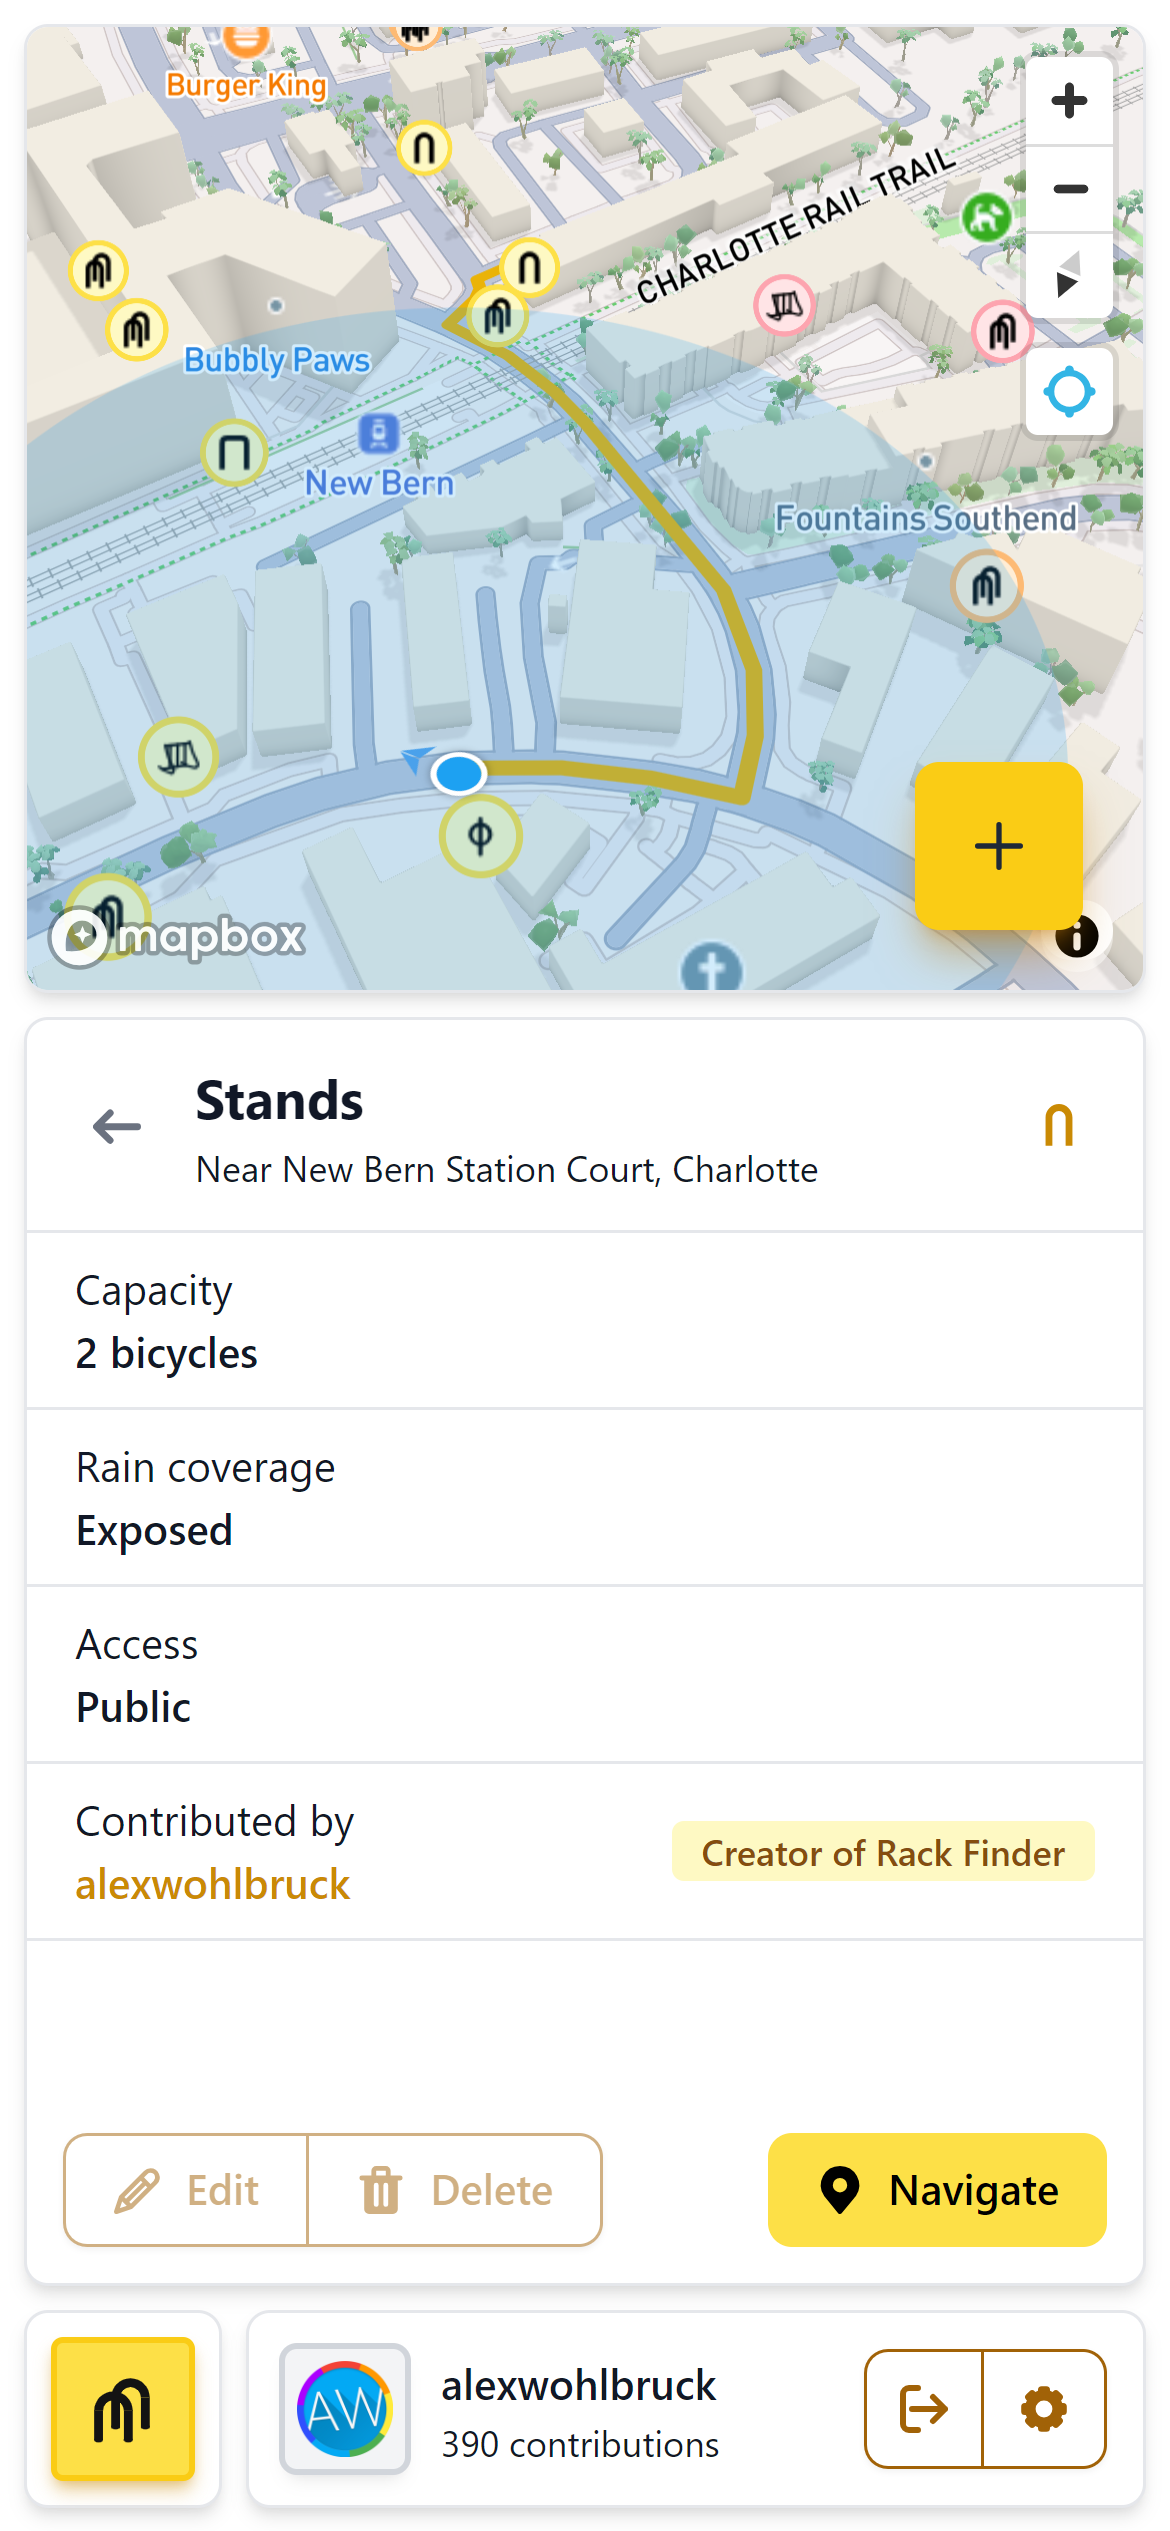 Burger King
CHARLOTTE RAIL TRAIL
Bubbly Paws
New Bern
Fountains Southend
mapbox
Stands
Near New Bern Station Court, Charlotte
Capacity
2 bicycles
Rain coverage
Exposed
Access
Public
Contributed by
alexwohlbruck
Creator of Rack Finder
Edit
Delete
Navigate
AW
alexwohlbruck
390 contributions